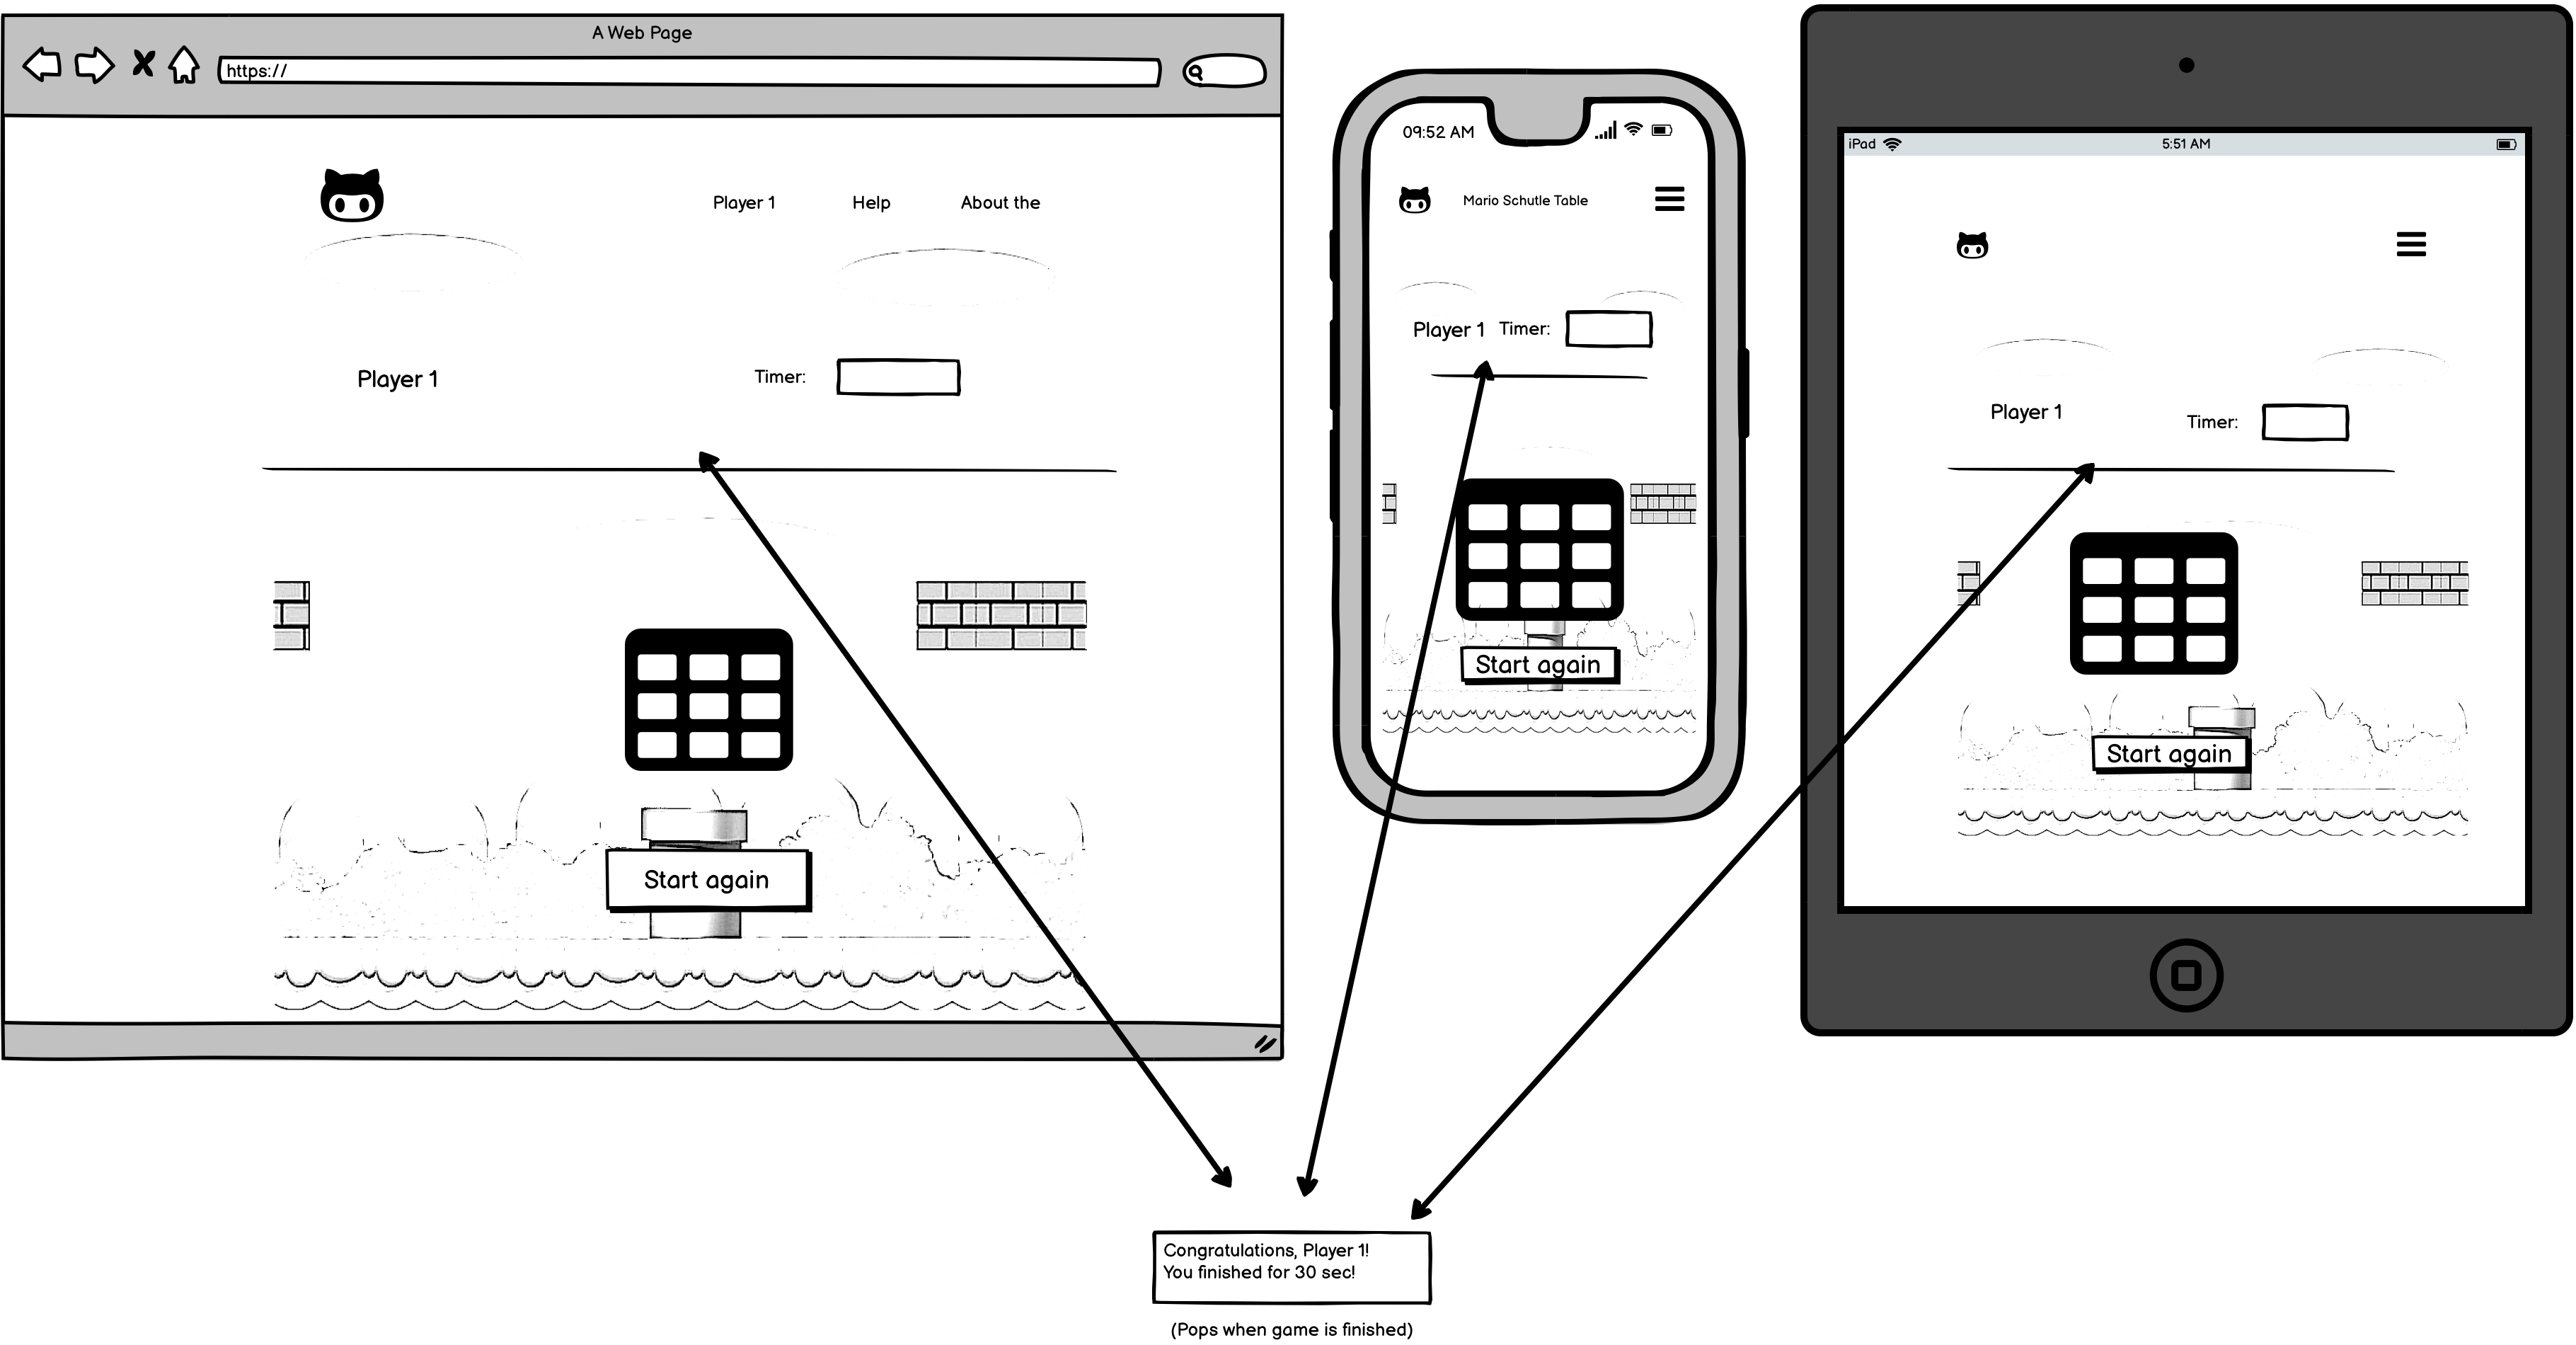 A Web Page
https://
Player 1 Help About the
Player 1 Timer:
Start again
09:52 AM
Mario Schutle Table
Player 1 Timer:
Start again
iPad 5:51 AM
Player 1 Timer:
Start again
Congratulations, Player 1!
You finished for 30 sec!
(Pops when game is finished)